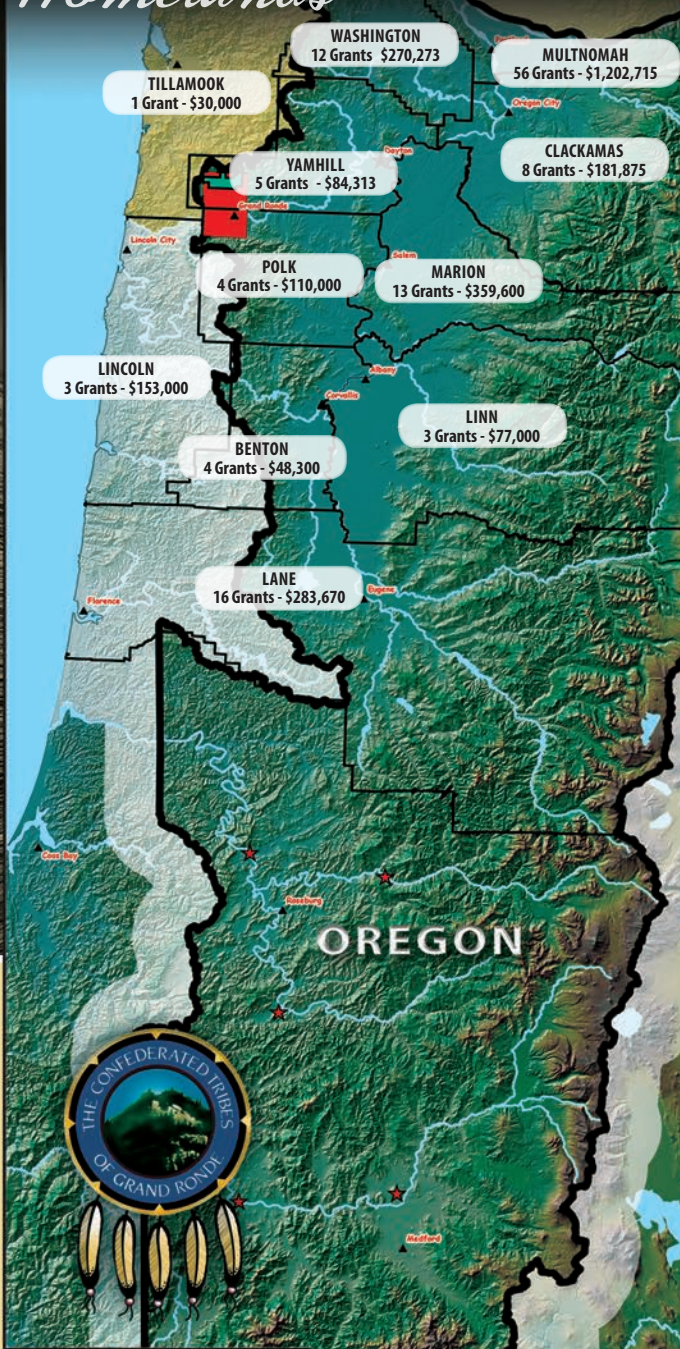 Homelands
WASHINGTON
12 Grants $270,273
Portland
MULTNOMAH
56 Grants - $1,202,715
TILLAMOOK
1 Grant - $30,000
Oregon City
CLACKAMAS
8 Grants - $181,875
Dayton
YAMHILL
5 Grants - $84,313
Grand Ronde
Lincoln City
Salem
POLK
4 Grants - $110,000
MARION
13 Grants - $359,600
LINCOLN
3 Grants - $153,000
Albany
Corvallis
LINN
3 Grants - $77,000
BENTON
4 Grants - $48,300
LANE
16 Grants - $283,670
Eugene
Florence
Coos Bay
Roseburg
OREGON
THE CONFEDERATED TRIBES
OF GRAND RONDE
Medford